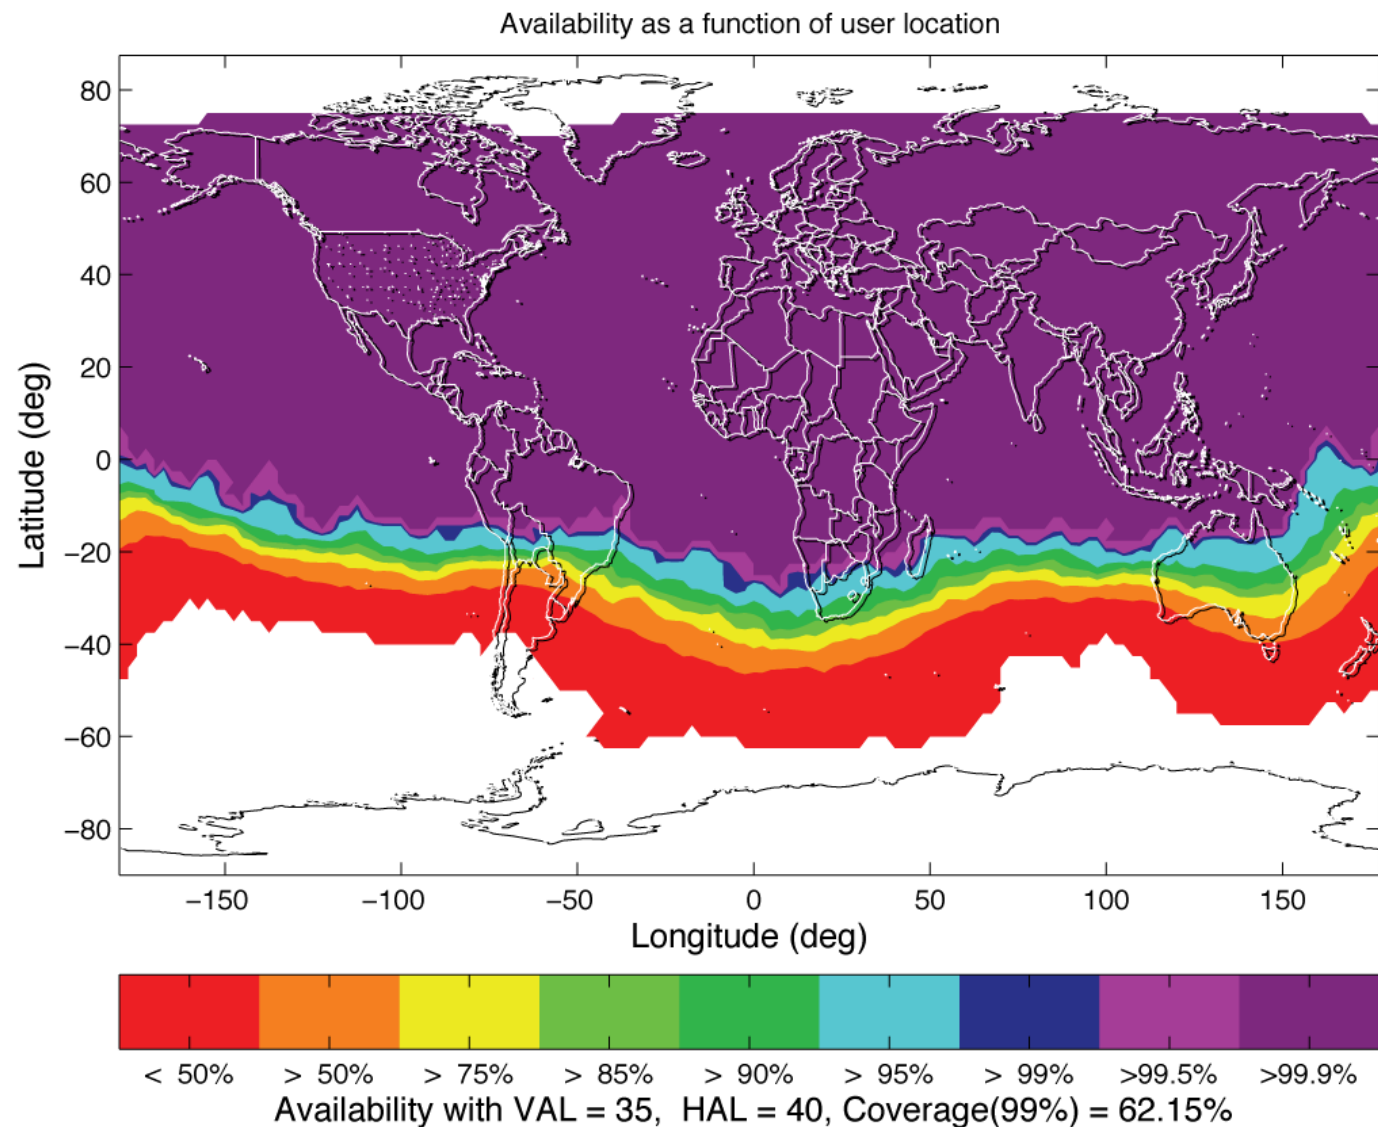 Availability as a function of user location
80
60
40
20
0
−20
−40
−60
−80
Latitude (deg)
−150 −100 −50 0 50 100 150
Longitude (deg)
< 50% > 50% > 75% > 85% > 90% > 95% > 99% >99.5% >99.9%
Availability with VAL = 35, HAL = 40, Coverage(99%) = 62.15%